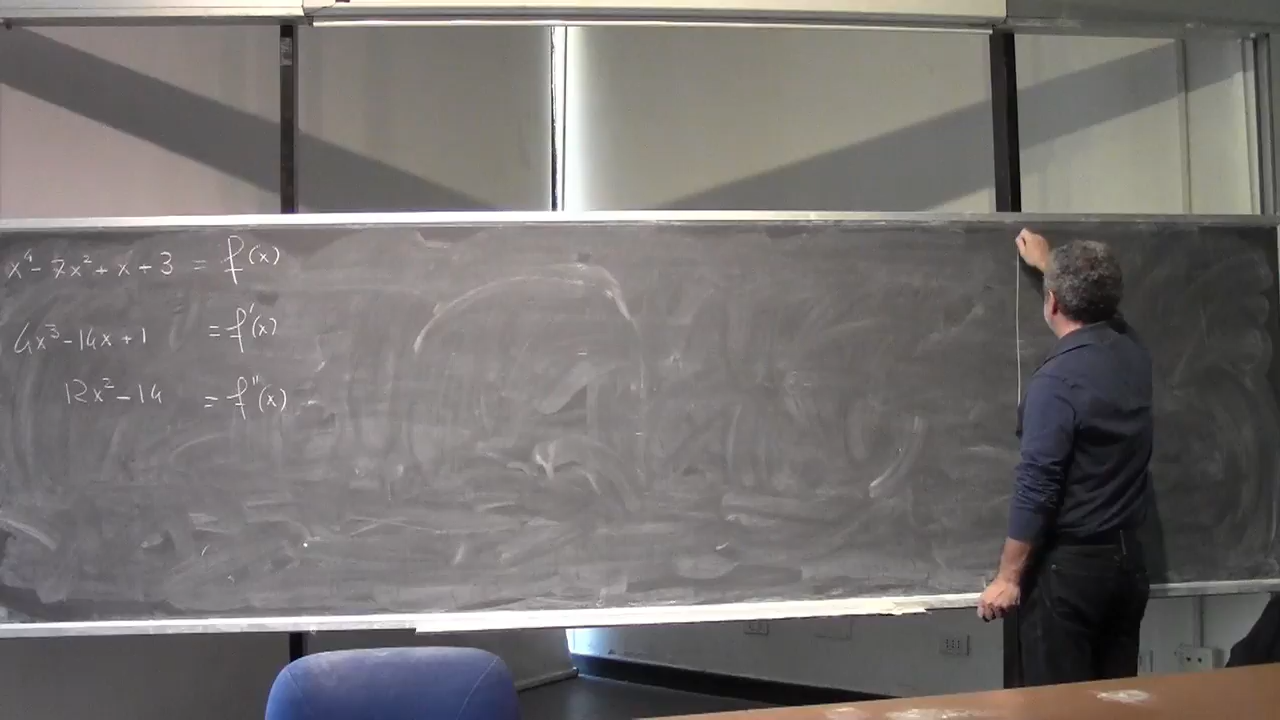 x⁴ - 7x² + x + 3 = f(x)
4x³ - 14x + 1 = f'(x)
12x² - 14 = f''(x)